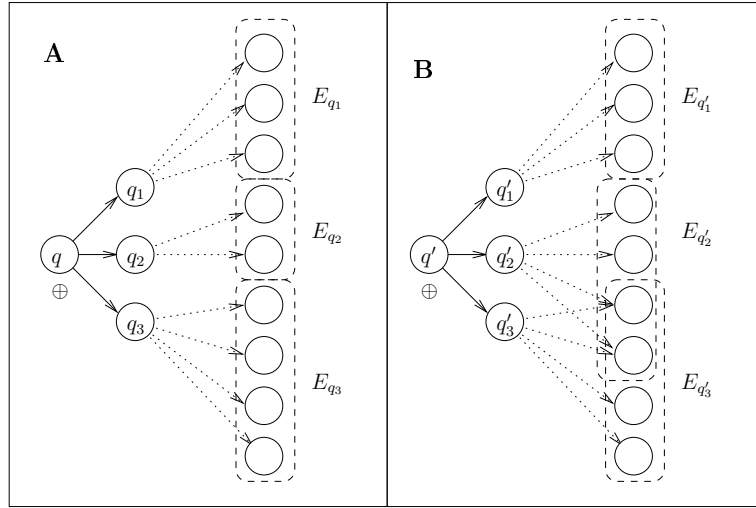 A
E_{q_1}
q_1
q
⊕
q_2
E_{q_2}
q_3
E_{q_3}
B
E_{q'_1}
q'_1
q'
⊕
q'_2
E_{q'_2}
q'_3
E_{q'_3}